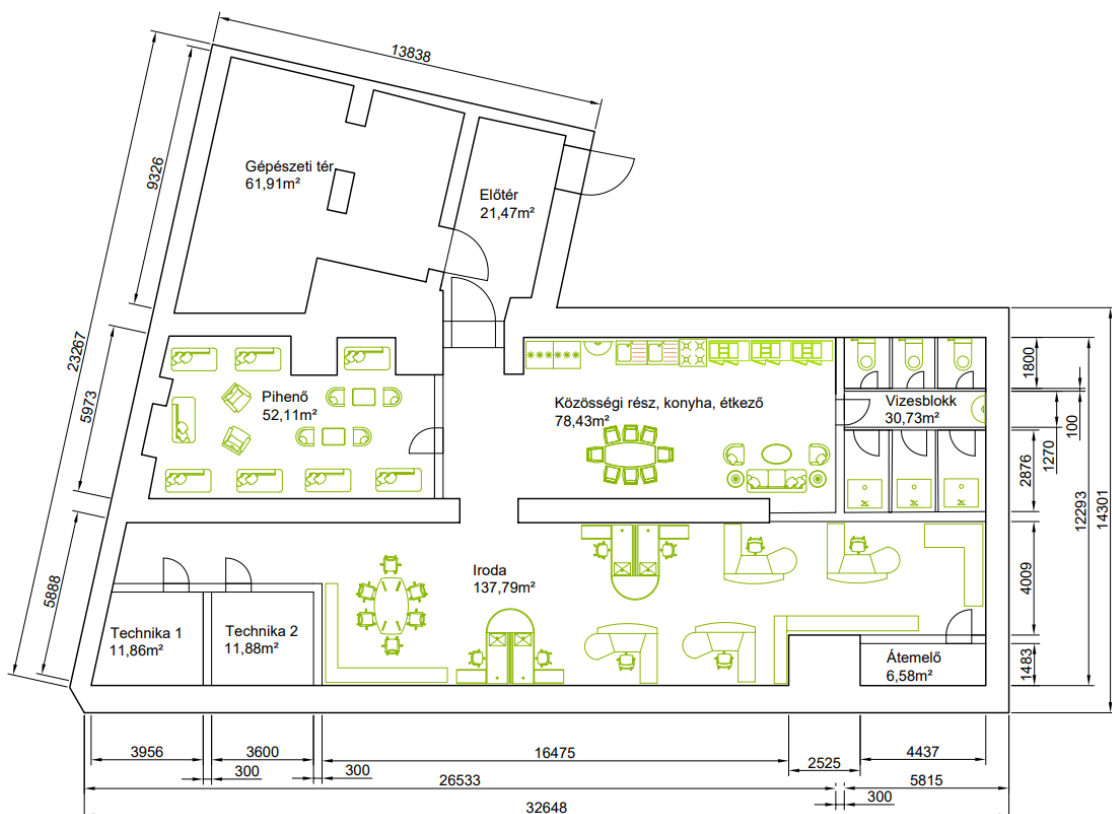 13838
9326
23267
5973
5888
Gépészeti tér
61,91m²
Előtér
21,47m²
Pihenő
52,11m²
Közösségi rész, konyha, étkező
78,43m²
Vizesblokk
30,73m²
1800
100
1270
2876
12293
14301
4009
1483
Iroda
137,79m²
Technika 1
11,86m²
Technika 2
11,88m²
Átemelő
6,58m²
3956
3600
16475
4437
300
300
2525
26533
5815
300
32648